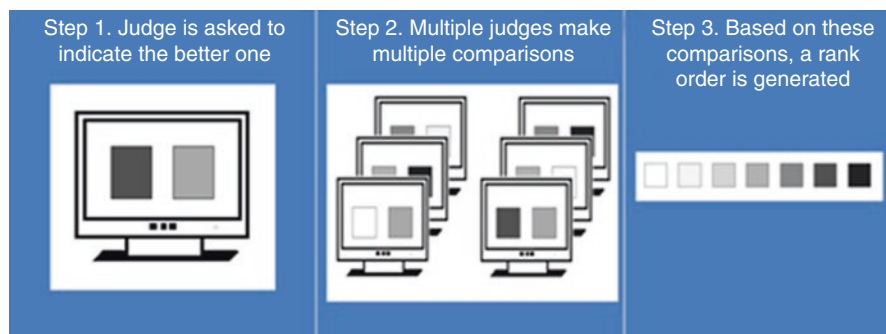 Step 1. Judge is asked to
indicate the better one
Step 2. Multiple judges make
multiple comparisons
Step 3. Based on these
comparisons, a rank
order is generated